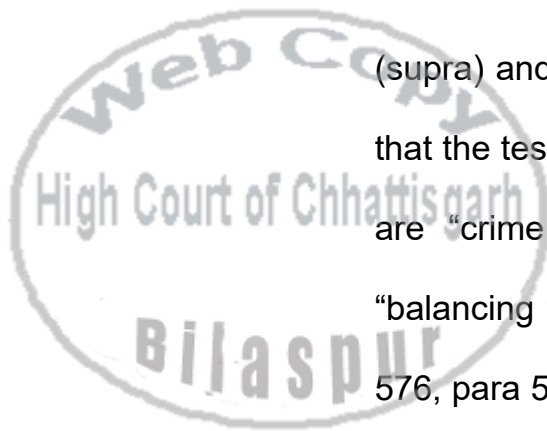 Web Copy
High Court of Chhattisgarh
Bilaspur
(supra) and
that the tes
are “crime
“balancing
576, para 5